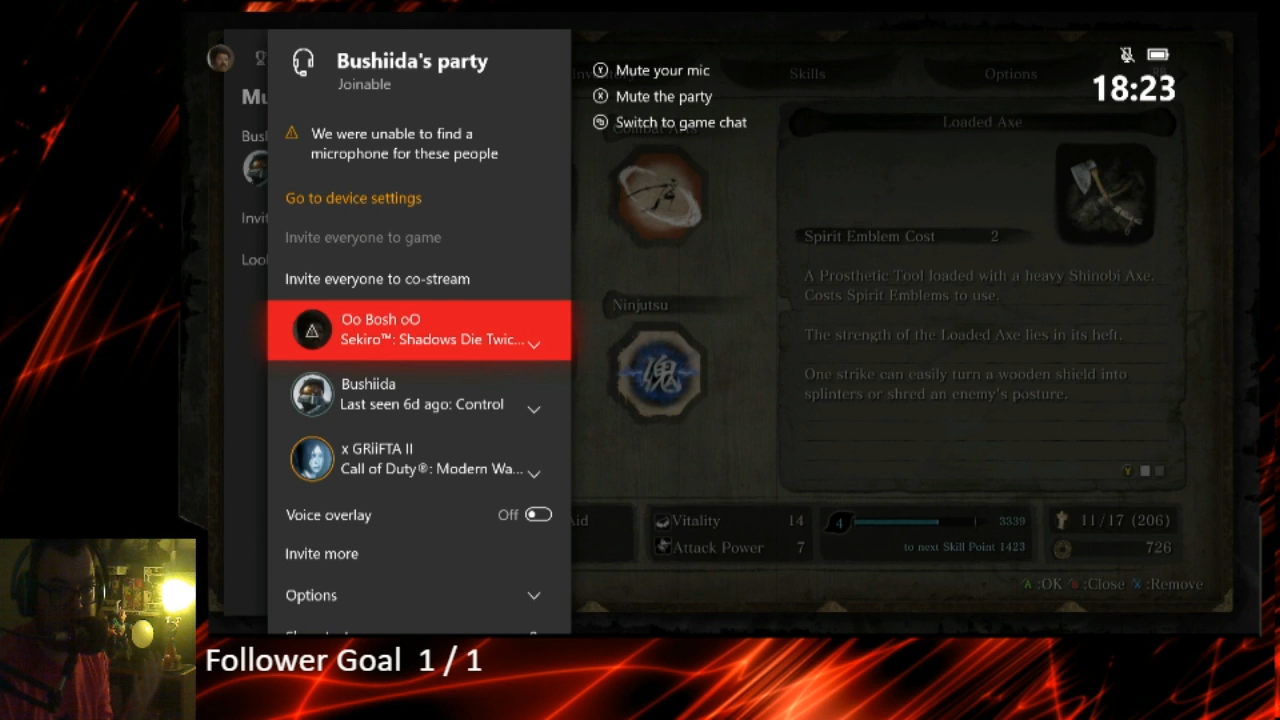 Bushiida's party
Joinable
We were unable to find a
microphone for these people
Go to device settings
Invite everyone to game
Invite everyone to co-stream
Oo Bosh oO
Sekiro™: Shadows Die Twic...
Bushiida
Last seen 6d ago: Control
x GRiiFTA II
Call of Duty®: Modern Wa...
Voice overlay
Off
Invite more
Options
Mute your mic
Mute the party
Switch to game chat
18:23
Skills
Options
Combat Arts
Ninjutsu
Loaded Axe
Spirit Emblem Cost 2
A Prosthetic Tool loaded with a heavy Shinobi Axe.
Costs Spirit Emblems to use.
The strength of the Loaded Axe lies in its heft.
One strike can easily turn a wooden shield into
splinters or shred an enemy's posture.
Vitality 14
Attack Power 7
4
3339
to next Skill Point 1423
11/17 (206)
726
A:OK B:Close X:Remove
Follower Goal 1 / 1